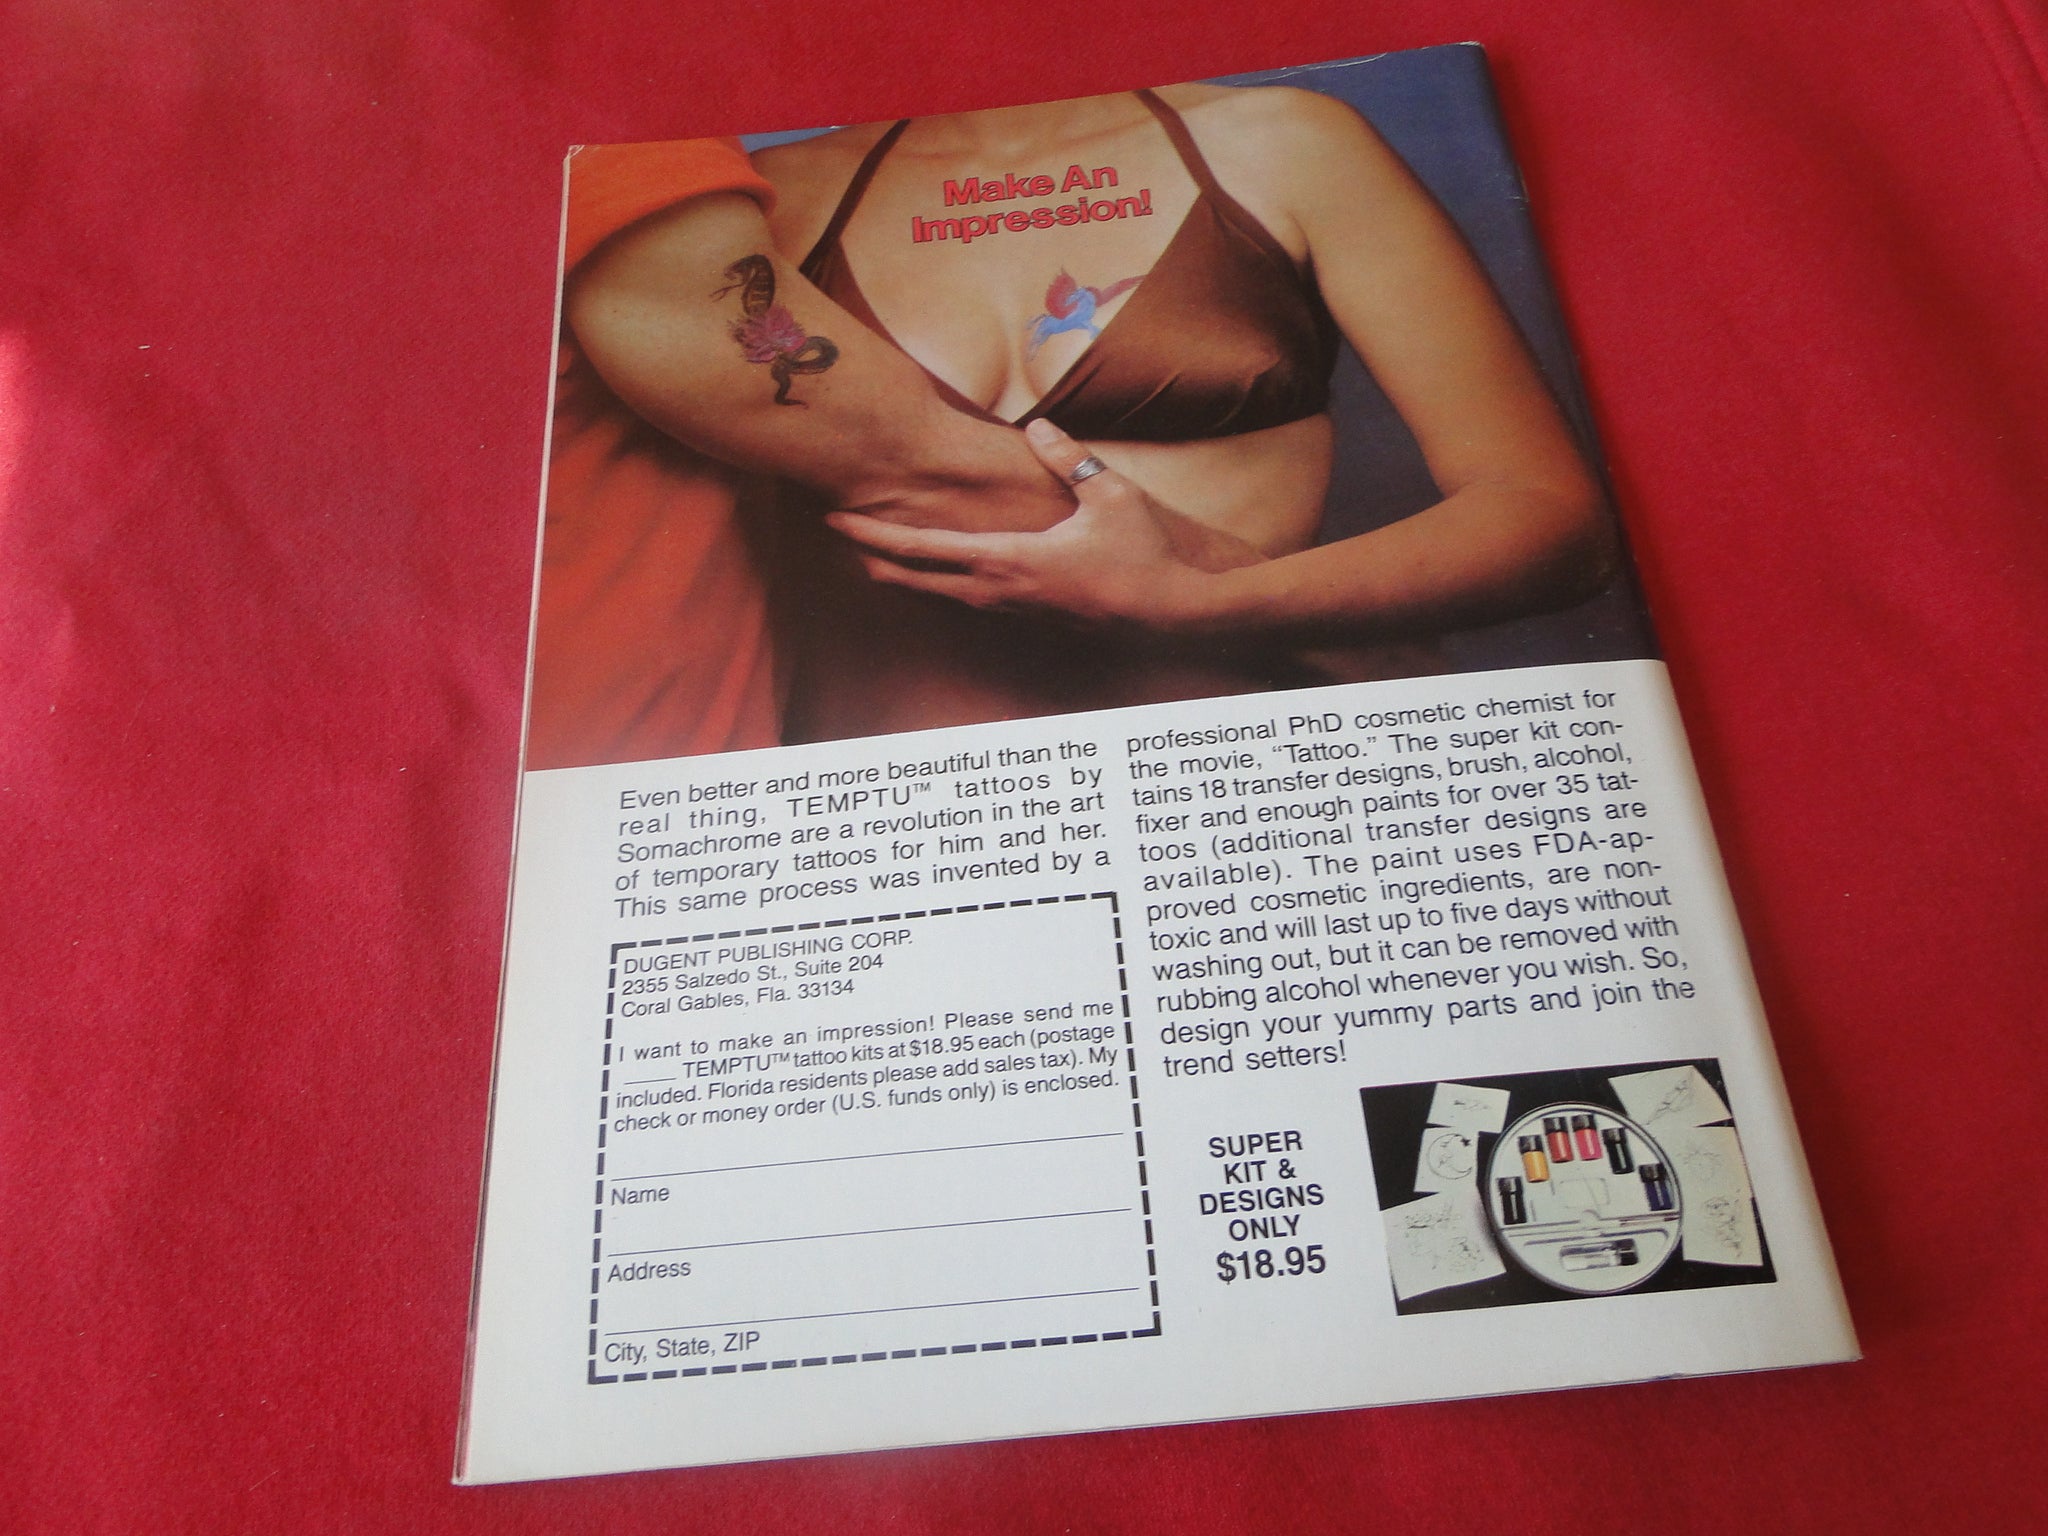 Make An
Impression!
Even better and more beautiful than the
real thing, TEMPTU™ tattoos by
Somachrome are a revolution in the art
of temporary tattoos for him and her.
This same process was invented by a
professional PhD cosmetic chemist for
the movie, “Tattoo.” The super kit con-
tains 18 transfer designs, brush, alcohol,
fixer and enough paints for over 35 tat-
toos (additional transfer designs are
available). The paint uses FDA-ap-
proved cosmetic ingredients, are non-
toxic and will last up to five days without
washing out, but it can be removed with
rubbing alcohol whenever you wish. So,
design your yummy parts and join the
trend setters!
DUGENT PUBLISHING CORP.
2355 Salzedo St., Suite 204
Coral Gables, Fla. 33134
I want to make an impression! Please send me
_____ TEMPTU™ tattoo kits at $18.95 each (postage
included. Florida residents please add sales tax). My
check or money order (U.S. funds only) is enclosed.
Name
Address
City, State, ZIP
SUPER
KIT &
DESIGNS
ONLY
$18.95